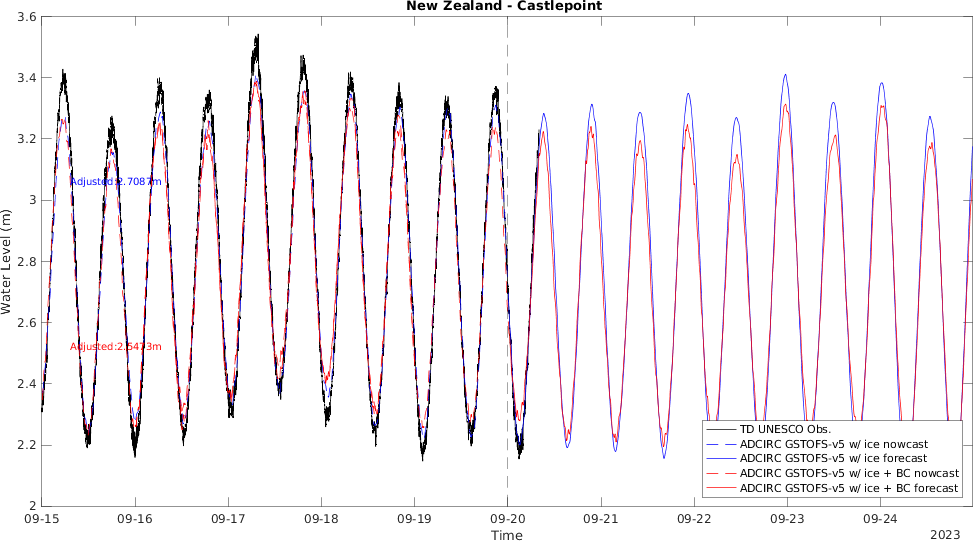 New Zealand - Castlepoint
3.6
3.4
3.2
3
2.8
2.6
2.4
2.2
2
Water Level (m)
Adjusted:2.7087m
Adjusted:2.5473m
TD UNESCO Obs.
ADCIRC GSTOFS-v5 w/ ice nowcast
ADCIRC GSTOFS-v5 w/ ice forecast
ADCIRC GSTOFS-v5 w/ ice + BC nowcast
ADCIRC GSTOFS-v5 w/ ice + BC forecast
09-15 09-16 09-17 09-18 09-19 09-20 09-21 09-22 09-23 09-24
Time
2023